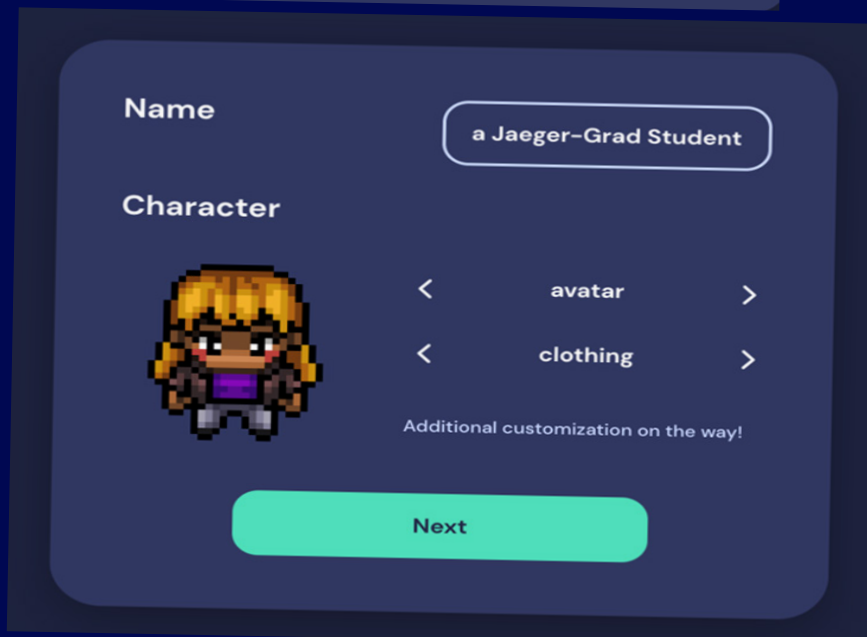 Name
a Jaeger-Grad Student
Character
avatar
clothing
Additional customization on the way!
Next